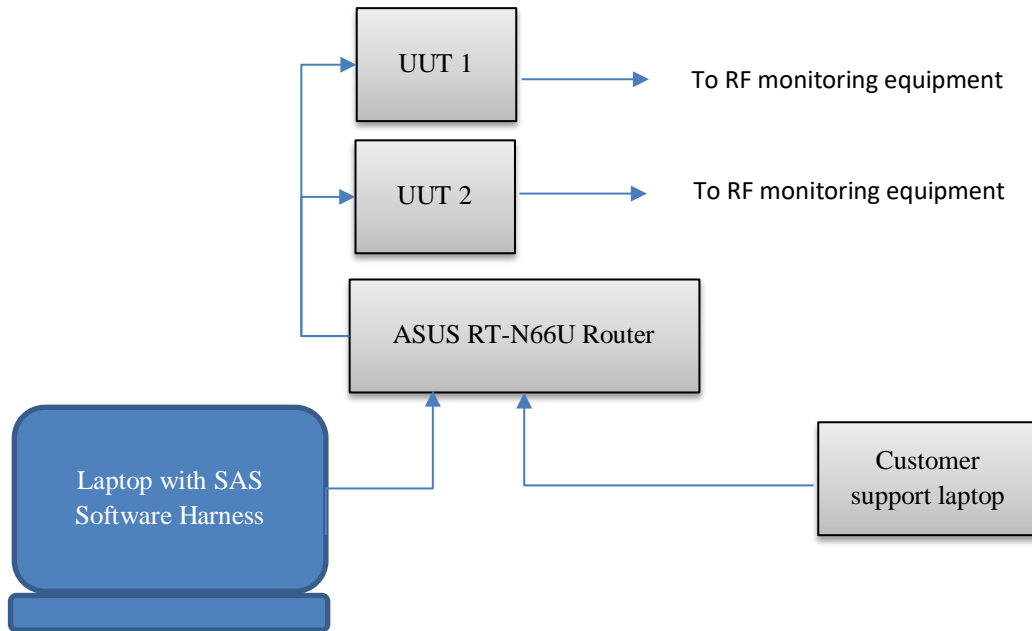 UUT 1
To RF monitoring equipment
UUT 2
To RF monitoring equipment
ASUS RT-N66U Router
Laptop with SAS
Software Harness
Customer
support laptop